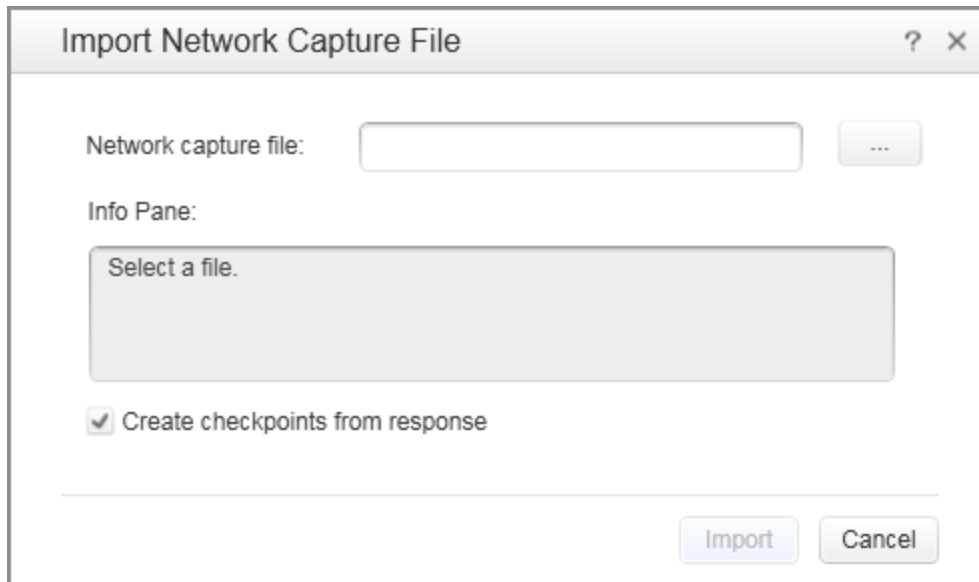 Import Network Capture File ? ×
Network capture file: ...
Info Pane:
Select a file.
Create checkpoints from response
Import Cancel